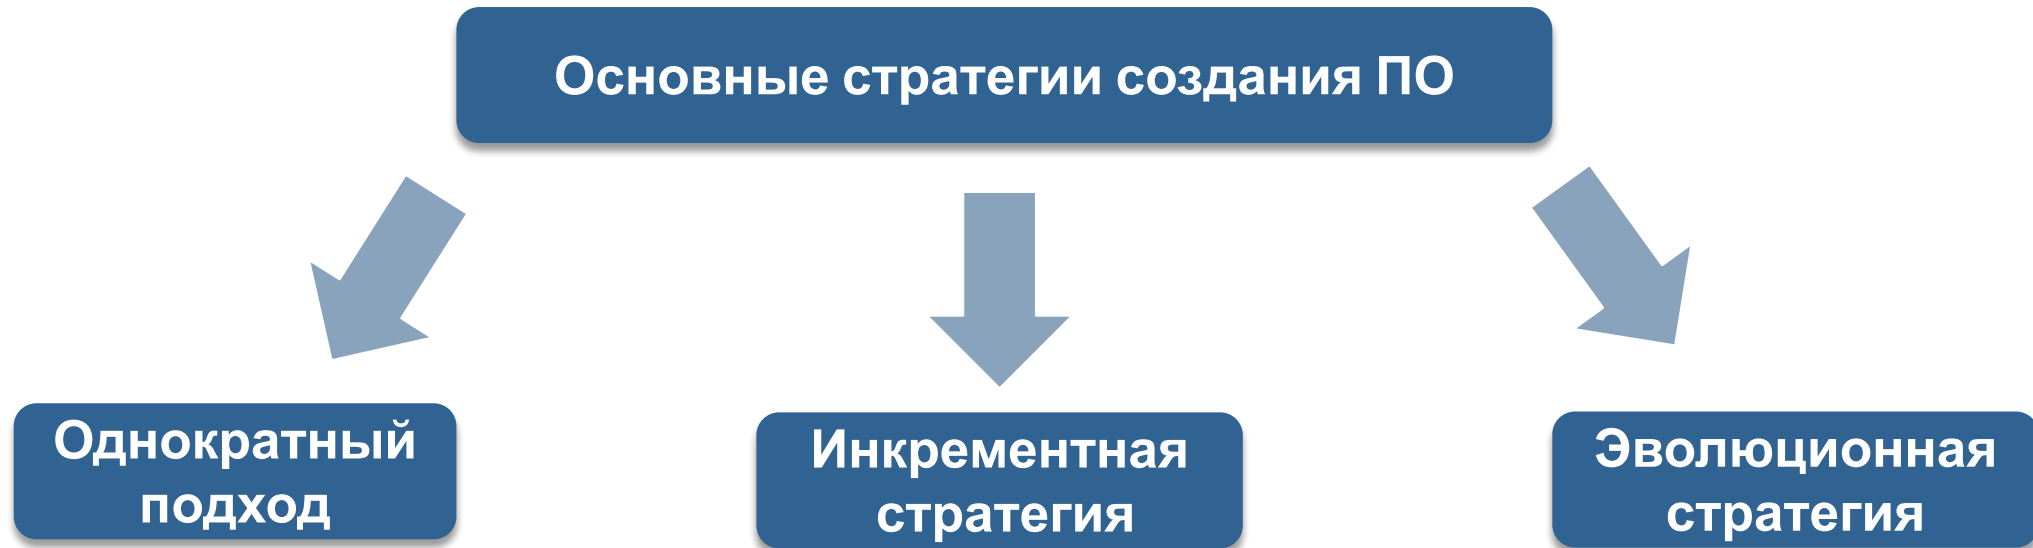 Основные стратегии создания ПО
Однократный
подход
Инкрементная
стратегия
Эволюционная
стратегия